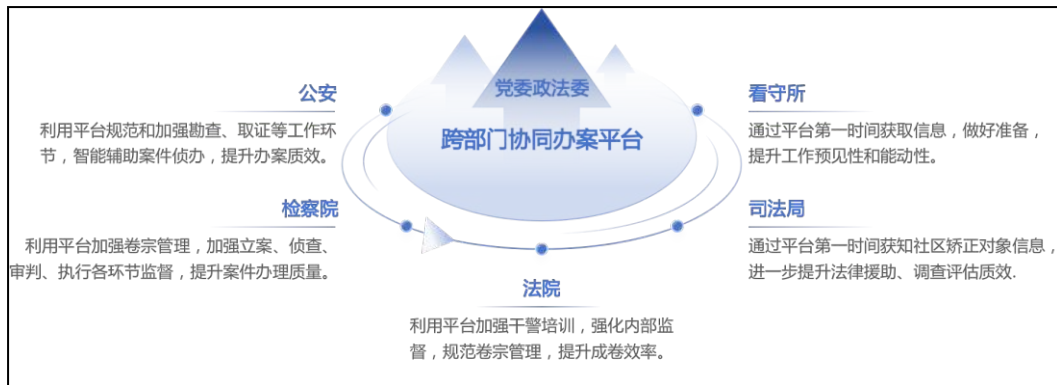 党委政法委
跨部门协同办案平台
公安
利用平台规范和加强勘查、取证等工作环
节，智能辅助案件侦办，提升办案质效。
检察院
利用平台加强卷宗管理，加强立案、侦查、
审判、执行各环节监督，提升案件办理质量。
法院
利用平台加强干警培训，强化内部监
督，规范卷宗管理，提升成卷效率。
看守所
通过平台第一时间获取信息，做好准备，
提升工作预见性和能动性。
司法局
通过平台第一时间获知社区矫正对象信息，
进一步提升法律援助、调查评估质效.